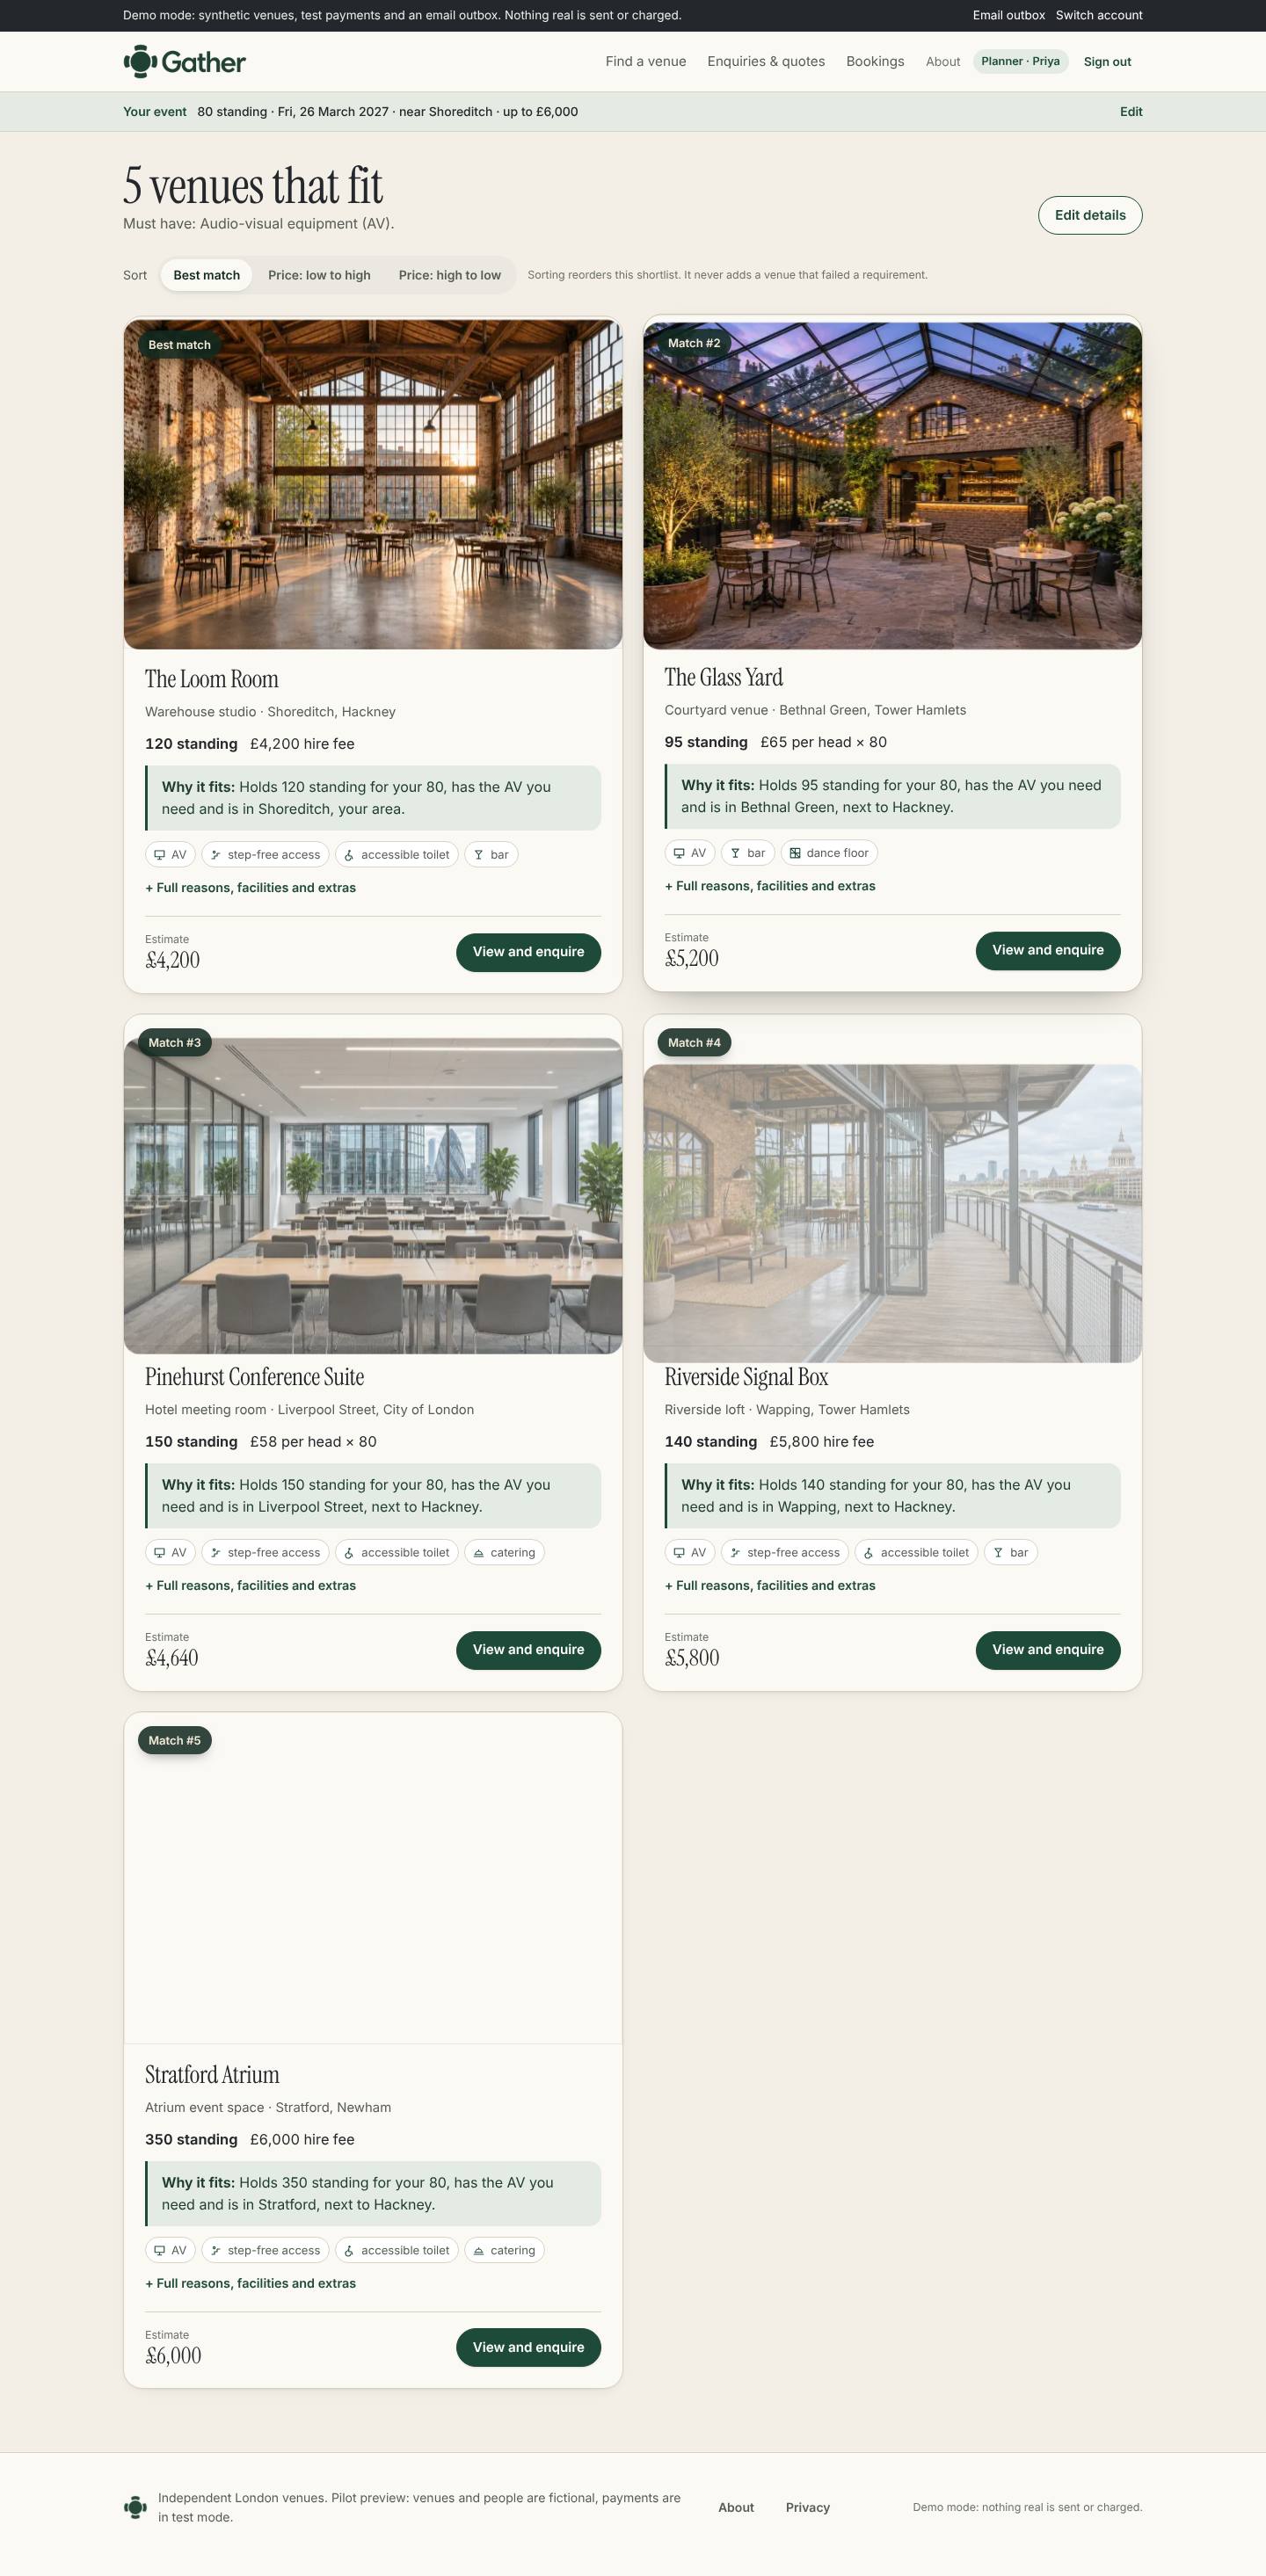 Demo mode: synthetic venues, test payments and an email outbox. Nothing real is sent or charged.
Email outbox Switch account
Gather
Find a venue Enquiries & quotes Bookings About Planner · Priya Sign out
Your event 80 standing · Fri, 26 March 2027 · near Shoreditch · up to £6,000
Edit
5 venues that fit
Must have: Audio-visual equipment (AV).
Edit details
Sort Best match Price: low to high Price: high to low Sorting reorders this shortlist. It never adds a venue that failed a requirement.
Best match
The Loom Room
Warehouse studio · Shoreditch, Hackney
120 standing £4,200 hire fee
Why it fits: Holds 120 standing for your 80, has the AV you
need and is in Shoreditch, your area.
AV step-free access accessible toilet bar
+ Full reasons, facilities and extras
Estimate
£4,200
View and enquire
Match #2
The Glass Yard
Courtyard venue · Bethnal Green, Tower Hamlets
95 standing £65 per head × 80
Why it fits: Holds 95 standing for your 80, has the AV you need
and is in Bethnal Green, next to Hackney.
AV bar dance floor
+ Full reasons, facilities and extras
Estimate
£5,200
View and enquire
Match #3
Pinehurst Conference Suite
Hotel meeting room · Liverpool Street, City of London
150 standing £58 per head × 80
Why it fits: Holds 150 standing for your 80, has the AV you
need and is in Liverpool Street, next to Hackney.
AV step-free access accessible toilet catering
+ Full reasons, facilities and extras
Estimate
£4,640
View and enquire
Match #4
Riverside Signal Box
Riverside loft · Wapping, Tower Hamlets
140 standing £5,800 hire fee
Why it fits: Holds 140 standing for your 80, has the AV you
need and is in Wapping, next to Hackney.
AV step-free access accessible toilet bar
+ Full reasons, facilities and extras
Estimate
£5,800
View and enquire
Match #5
Stratford Atrium
Atrium event space · Stratford, Newham
350 standing £6,000 hire fee
Why it fits: Holds 350 standing for your 80, has the AV you
need and is in Stratford, next to Hackney.
AV step-free access accessible toilet catering
+ Full reasons, facilities and extras
Estimate
£6,000
View and enquire
Independent London venues. Pilot preview: venues and people are fictional, payments are
in test mode.
About Privacy
Demo mode: nothing real is sent or charged.